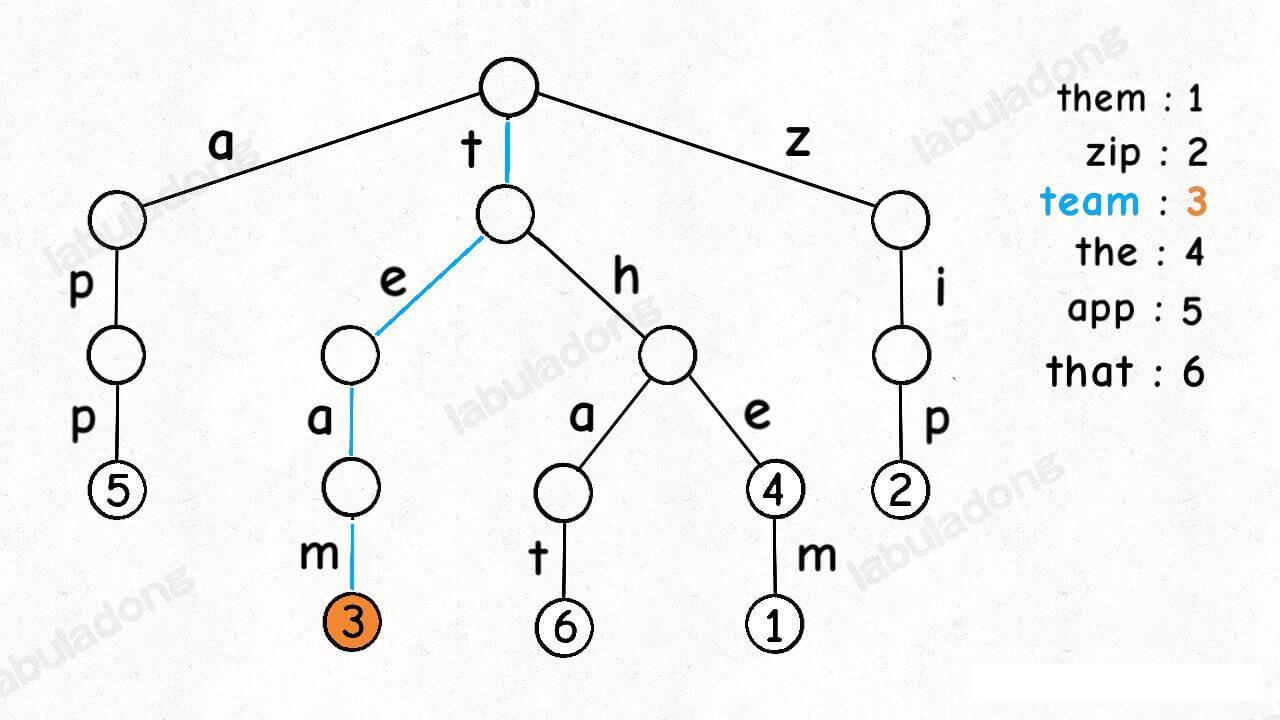 a
t
z
them : 1
zip : 2
team : 3
the : 4
app : 5
that : 6
p
e
h
i
p
a
a
e
p
5
4
2
m
t
m
3
6
1
labuladong
labuladong
labuladong
labuladong
labuladong